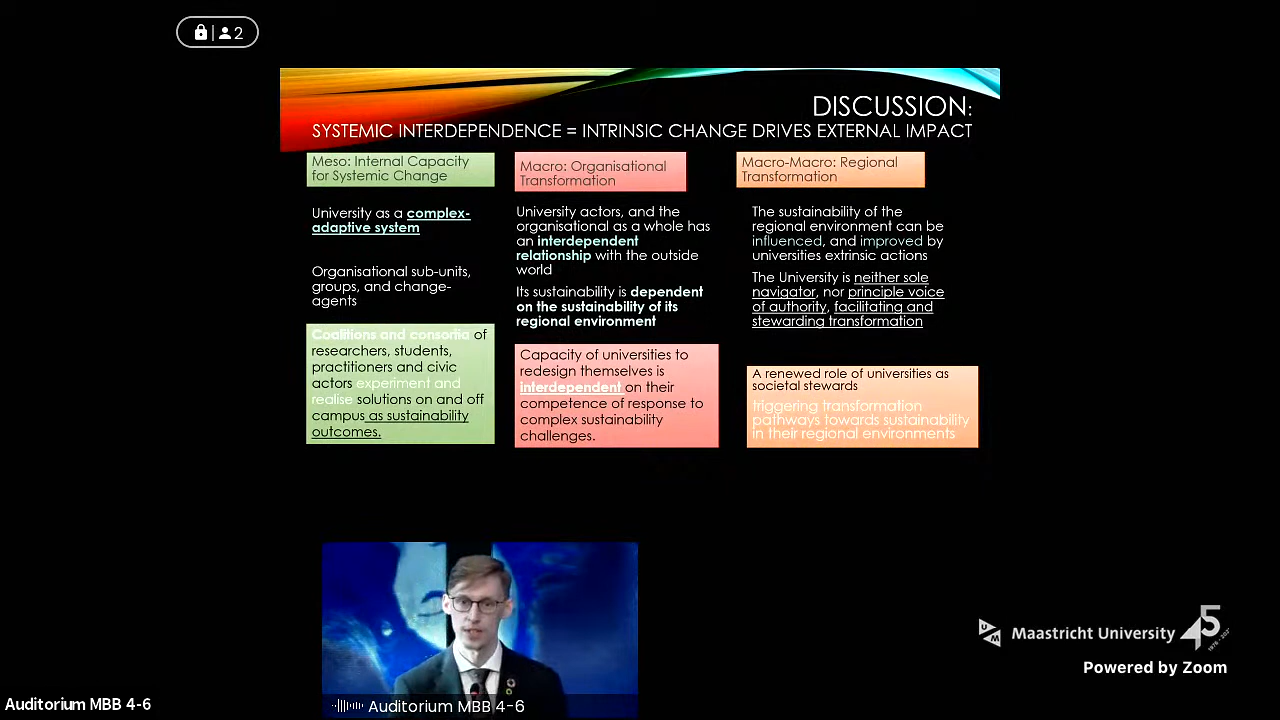 2
DISCUSSION:
SYSTEMIC INTERDEPENDENCE = INTRINSIC CHANGE DRIVES EXTERNAL IMPACT
Meso: Internal Capacity
for Systemic Change
University as a complex-
adaptive system
Organisational sub-units,
groups, and change-
agents
Coalitions and consortia of
researchers, students,
practitioners and civic
actors experiment and
realise solutions on and off
campus as sustainability
outcomes.
Macro: Organisational
Transformation
University actors, and the
organisational as a whole has
an interdependent
relationship with the outside
world
Its sustainability is dependent
on the sustainability of its
regional environment
Capacity of universities to
redesign themselves is
interdependent on their
competence of response to
complex sustainability
challenges.
Macro-Macro: Regional
Transformation
The sustainability of the
regional environment can be
influenced, and improved by
universities extrinsic actions
The University is neither sole
navigator, nor principle voice
of authority, facilitating and
stewarding transformation
A renewed role of universities as
societal stewards
triggering transformation
pathways towards sustainability
in their regional environments
Auditorium MBB 4-6
UM
Maastricht University 45
Powered by Zoom
Auditorium MBB 4-6